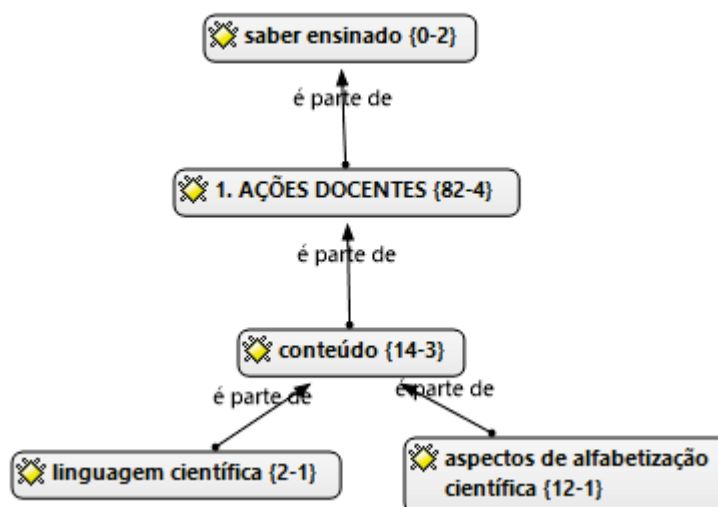 saber ensinado {0-2}
é parte de
1. AÇÕES DOCENTES {82-4}
é parte de
conteúdo {14-3}
é parte de
é parte de
linguagem científica {2-1}
aspectos de alfabetização
científica {12-1}